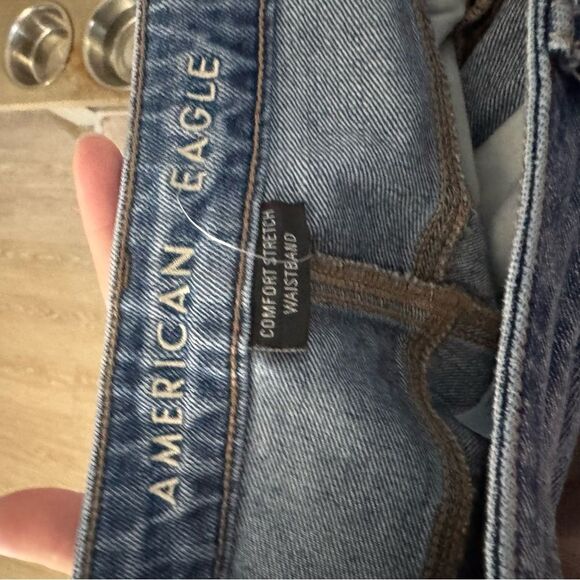 AMERICAN EAGLE
COMFORT STRETCH
WAISTBAND